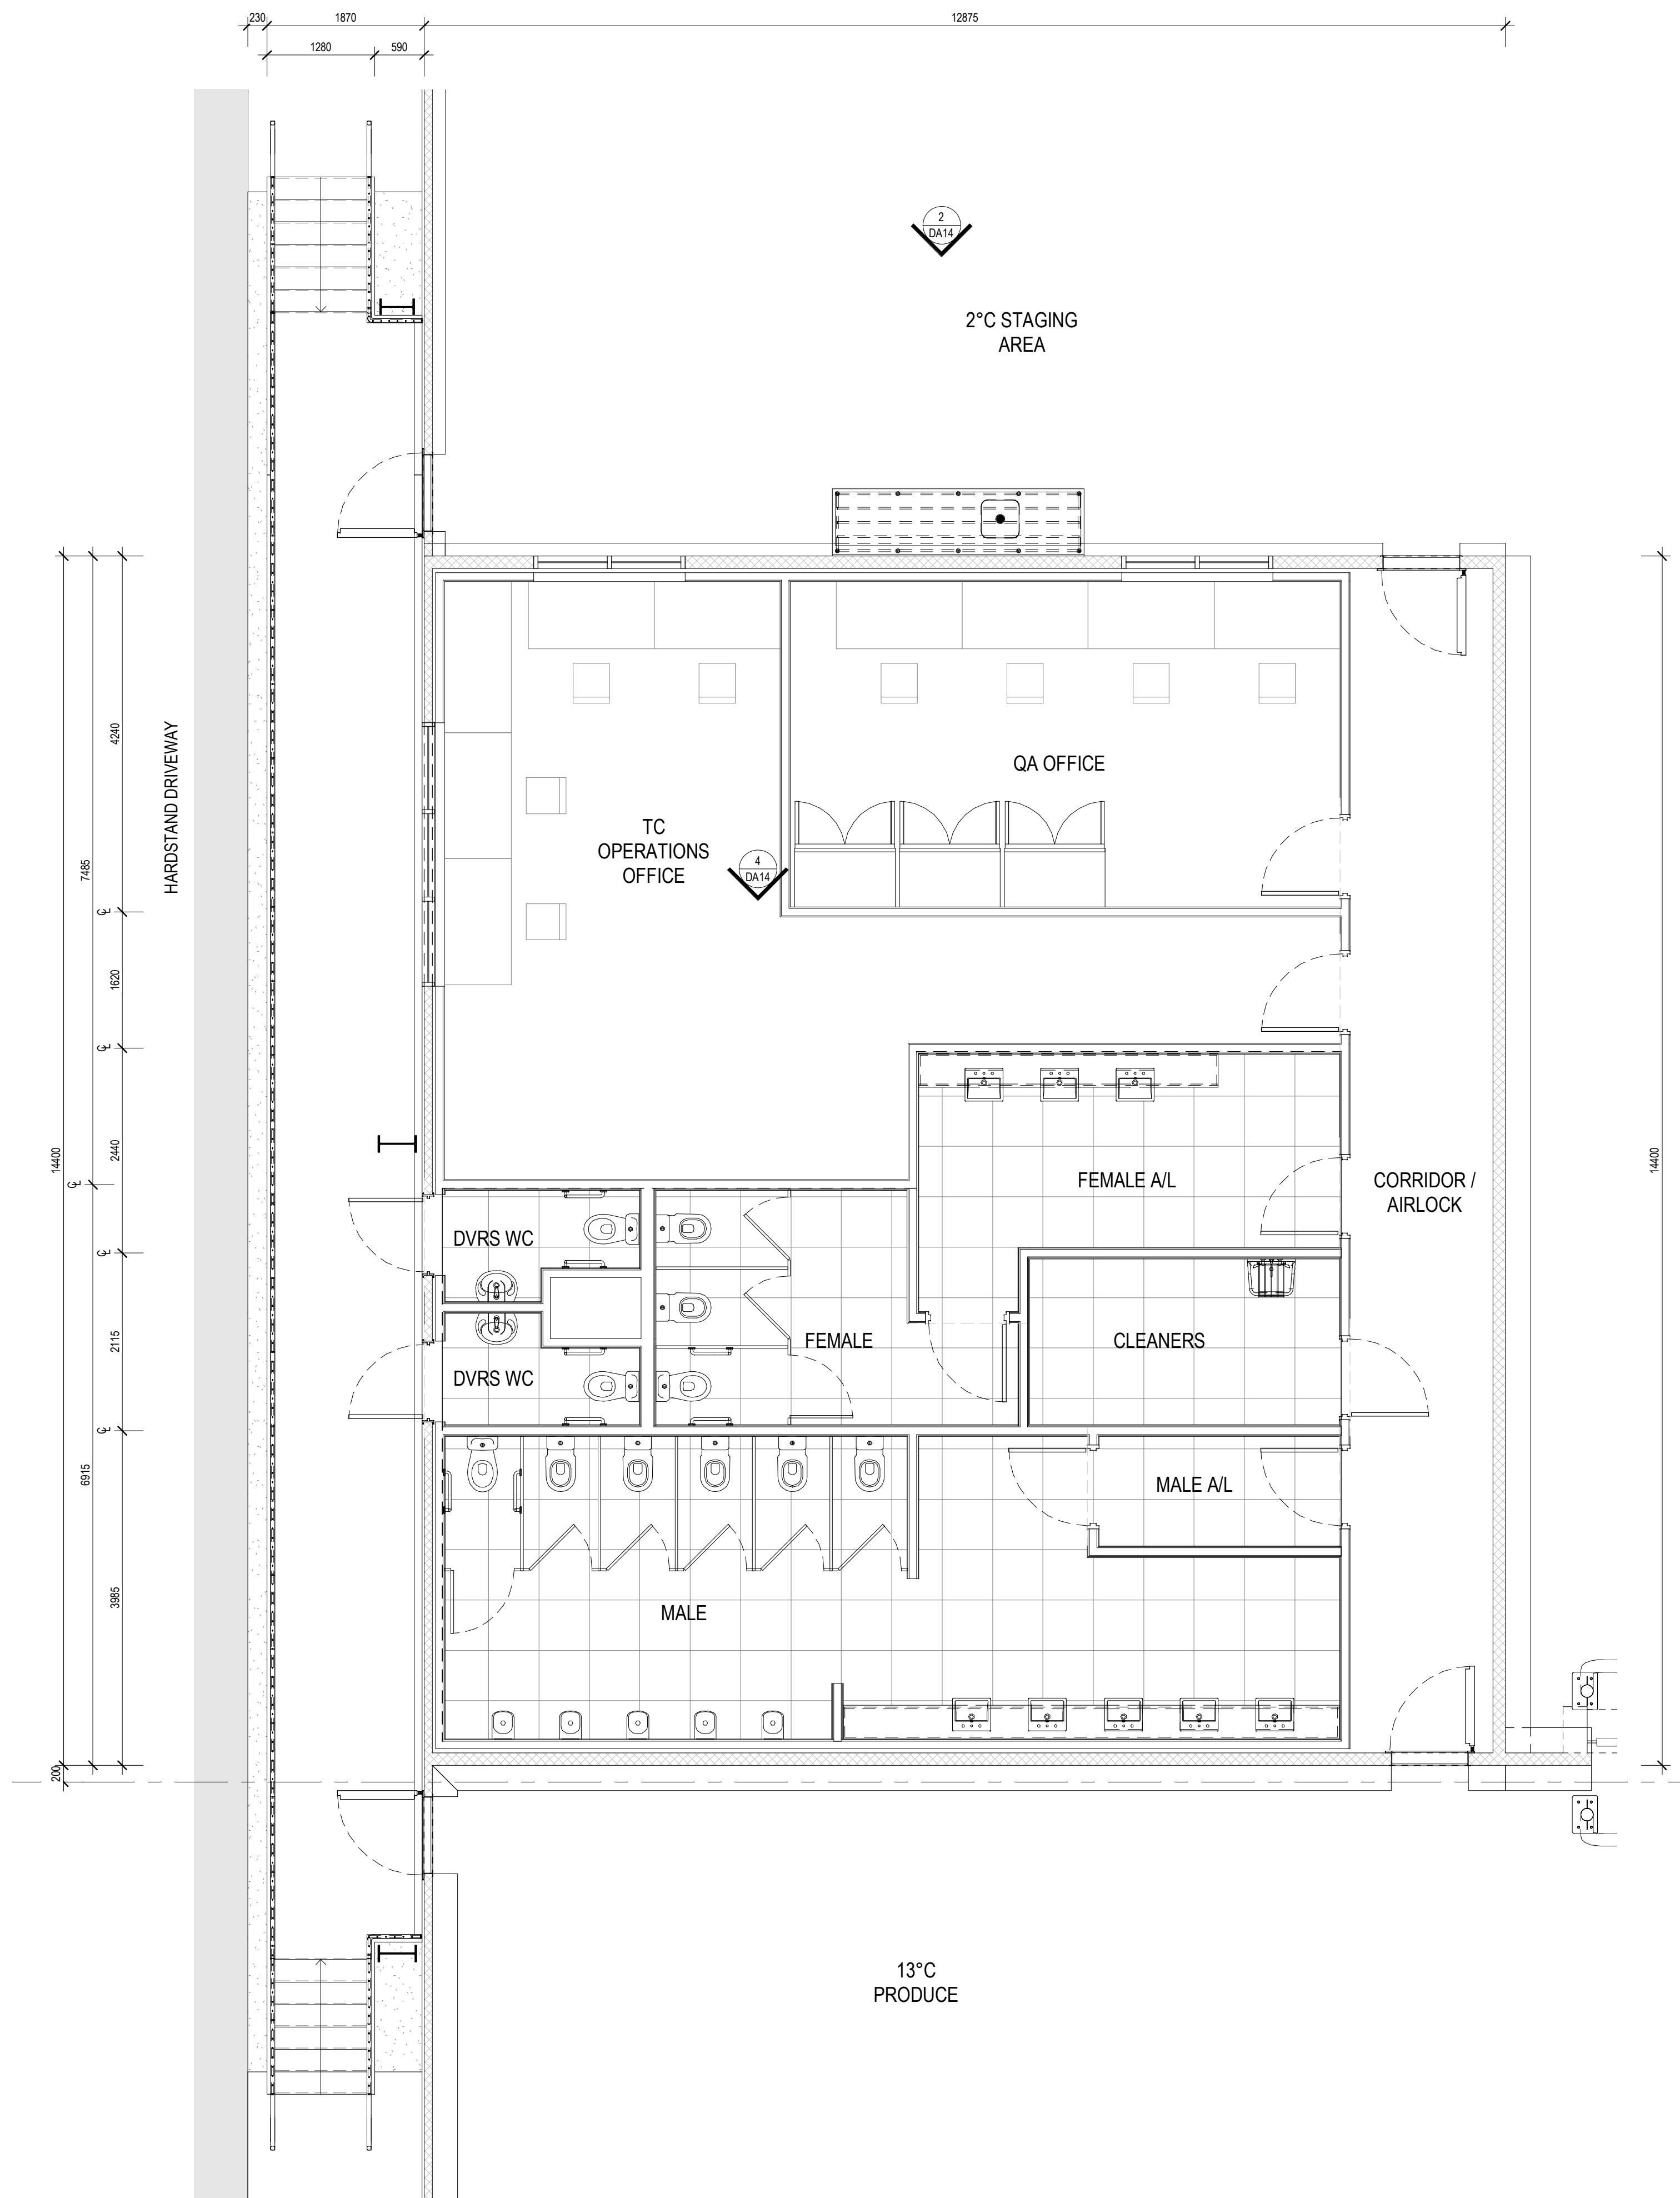 230
1870
12875
1280
590
2
DA14
2°C STAGING
AREA
HARDSTAND DRIVEWAY
4240
7485
1620
14400
2440
2115
6915
3985
200
14400
QA OFFICE
TC
OPERATIONS
OFFICE
4
DA14
FEMALE A/L
CORRIDOR /
AIRLOCK
DVRS WC
FEMALE
CLEANERS
DVRS WC
MALE A/L
MALE
13°C
PRODUCE